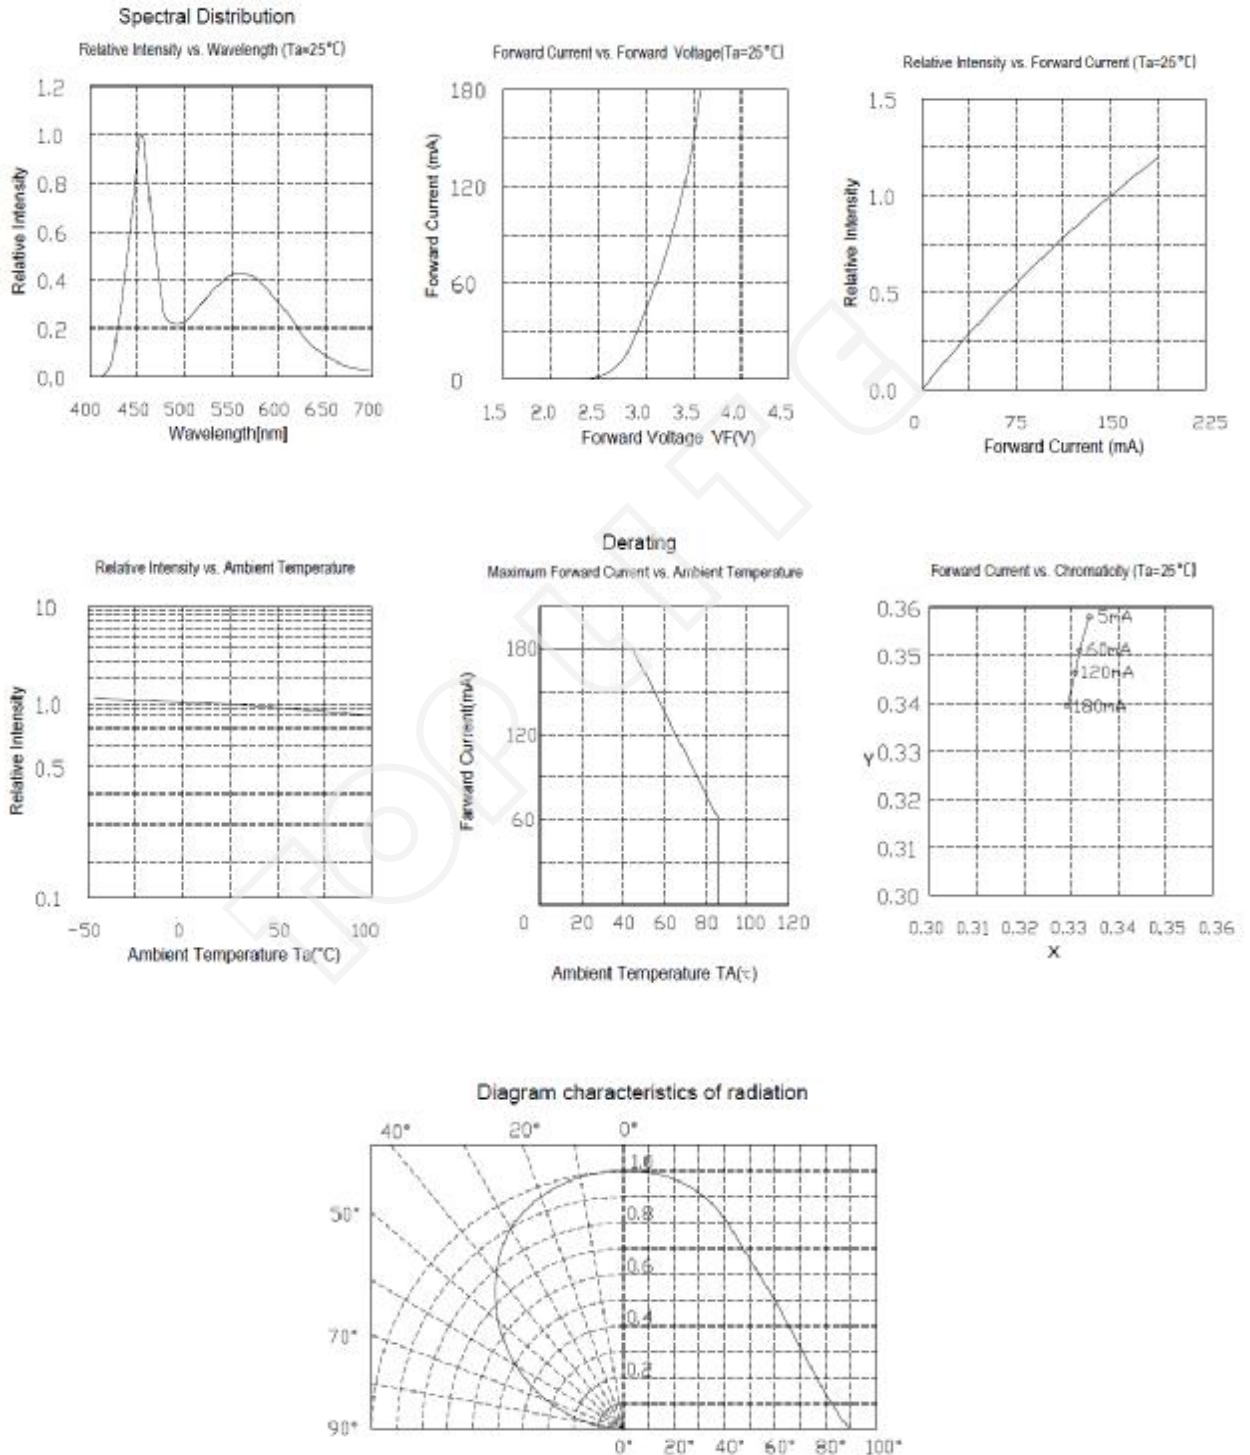 Spectral Distribution
Relative Intensity vs. Wavelength (Ta=25°C)
1.2
1.0
0.8
0.6
0.4
0.2
0.0
Relative Intensity
400 450 500 550 600 650 700
Wavelength[nm]
Forward Current vs. Forward Voltage(Ta=25°C)
180
120
60
0
Forward Current (mA)
1.5 2.0 2.5 3.0 3.5 4.0 4.5
Forward Voltage VF(V)
Relative Intensity vs. Forward Current (Ta=25°C)
1.5
1.0
0.5
0.0
Relative Intensity
0 75 150 225
Forward Current (mA)
Relative Intensity vs. Ambient Temperature
10
1.0
0.5
0.1
Relative Intensity
-50 0 50 100
Ambient Temperature Ta(°C)
Derating
Maximum Forward Current vs. Ambient Temperature
180
120
60
Farward Current(mA)
0 20 40 60 80 100 120
Ambient Temperature TA(℃)
Forward Current vs. Chromaticity (Ta=25°C)
0.36
0.35
0.34
0.33
0.32
0.31
0.30
Y
5mA
60mA
120mA
180mA
0.30 0.31 0.32 0.33 0.34 0.35 0.36
X
Diagram characteristics of radiation
40° 20° 0°
50°
70°
90°
1.0
0.8
0.6
0.4
0.2
0° 20° 40° 60° 80° 100°
TOPLITE